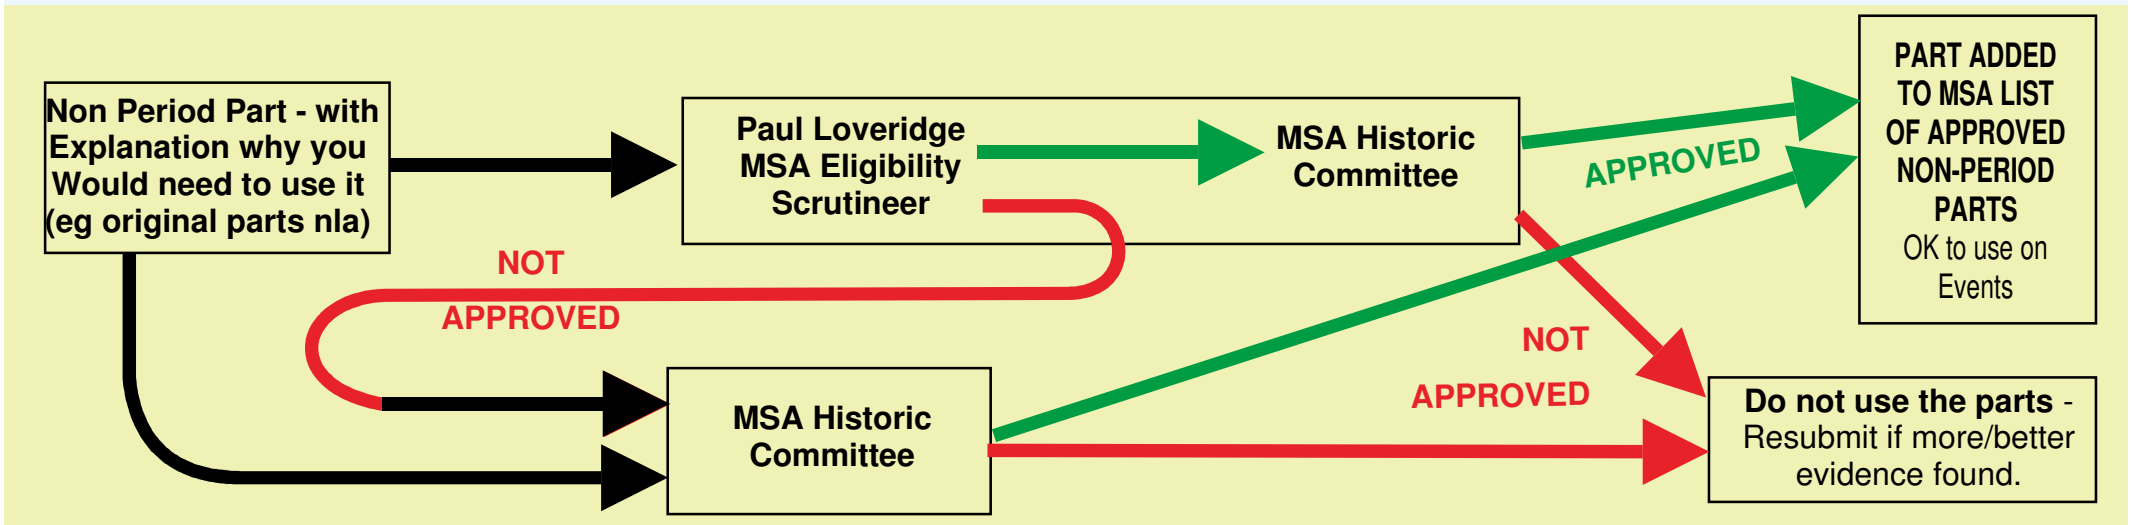 Non Period Part - with
Explanation why you
Would need to use it
(eg original parts nla)
Paul Loveridge
MSA Eligibility
Scrutineer
MSA Historic
Committee
APPROVED
PART ADDED
TO MSA LIST
OF APPROVED
NON-PERIOD
PARTS
OK to use on
Events
NOT
APPROVED
MSA Historic
Committee
NOT
APPROVED
Do not use the parts -
Resubmit if more/better
evidence found.